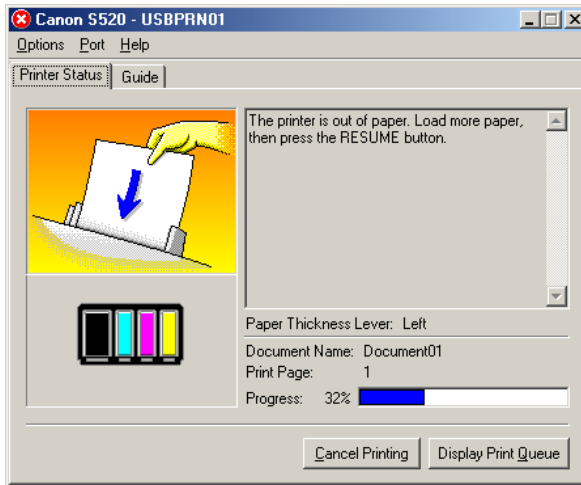 Canon S520 - USBPRN01
Options Port Help
Printer Status Guide
The printer is out of paper. Load more paper,
then press the RESUME button.
Paper Thickness Lever: Left
Document Name: Document01
Print Page: 1
Progress: 32%
Cancel Printing Display Print Queue